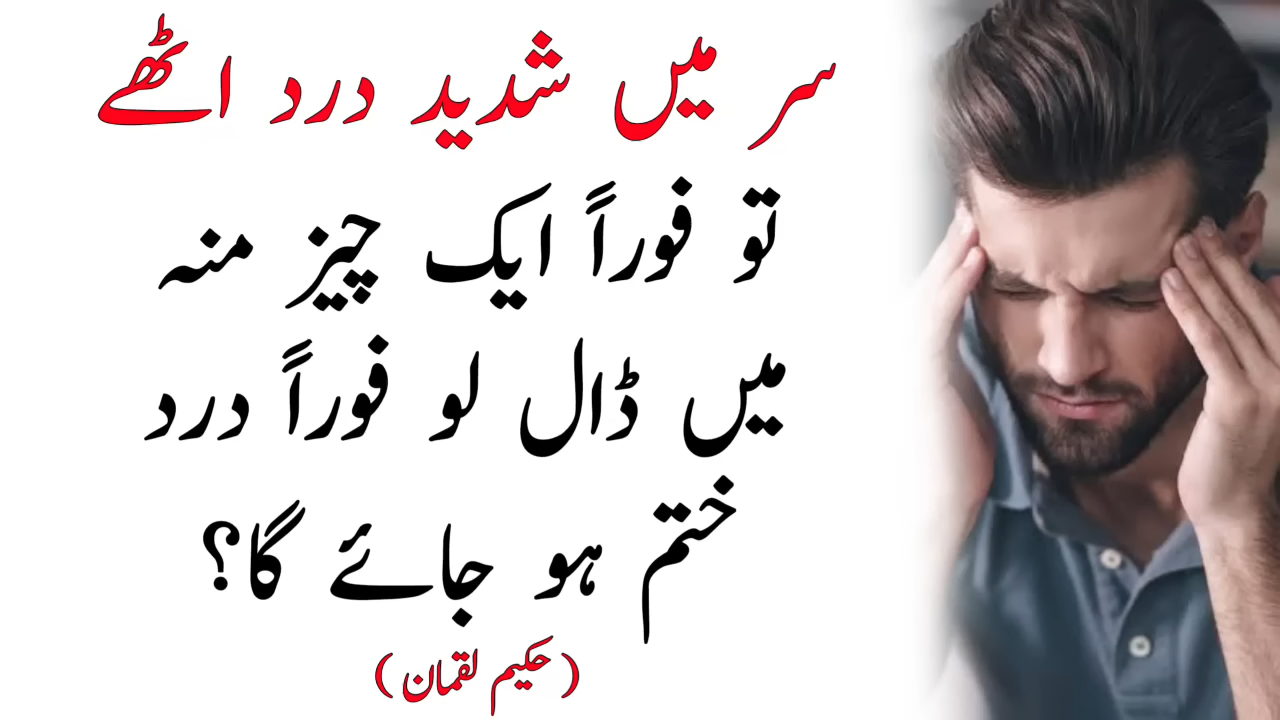 سر میں شدید درد اٹھے
تو فوراً ایک چیز منہ
میں ڈال لو فوراً درد
ختم ہو جائے گا؟
(حکیم لقمان)